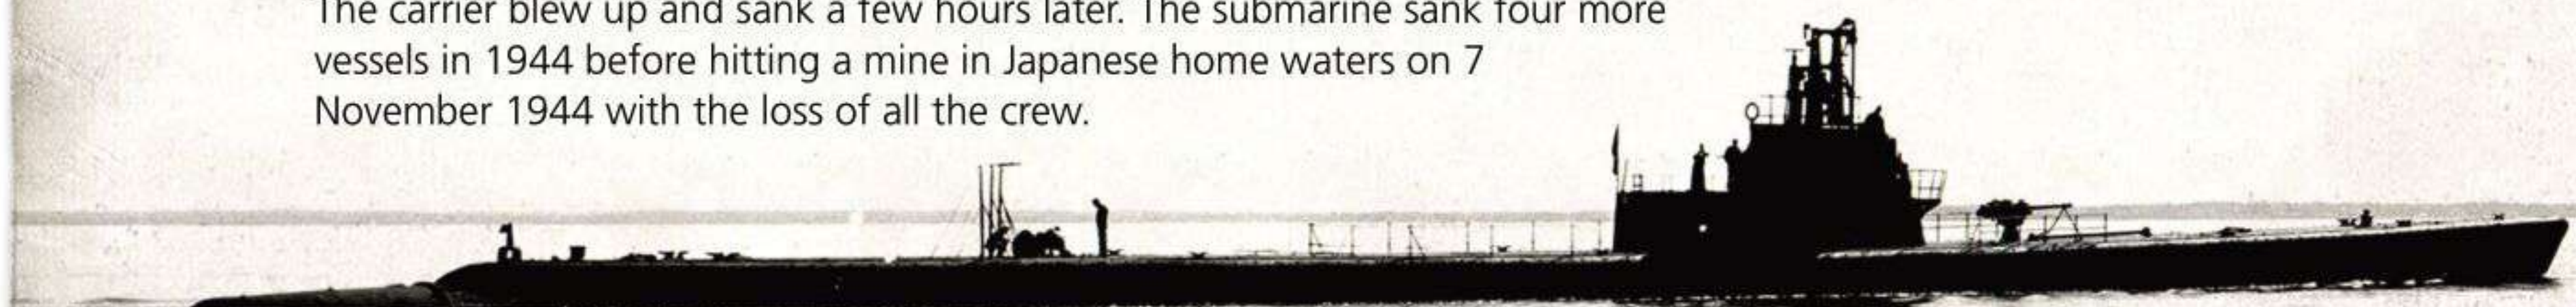 The carrier blew up and sank a few hours later. The submarine sank four more
vessels in 1944 before hitting a mine in Japanese home waters on 7
November 1944 with the loss of all the crew.